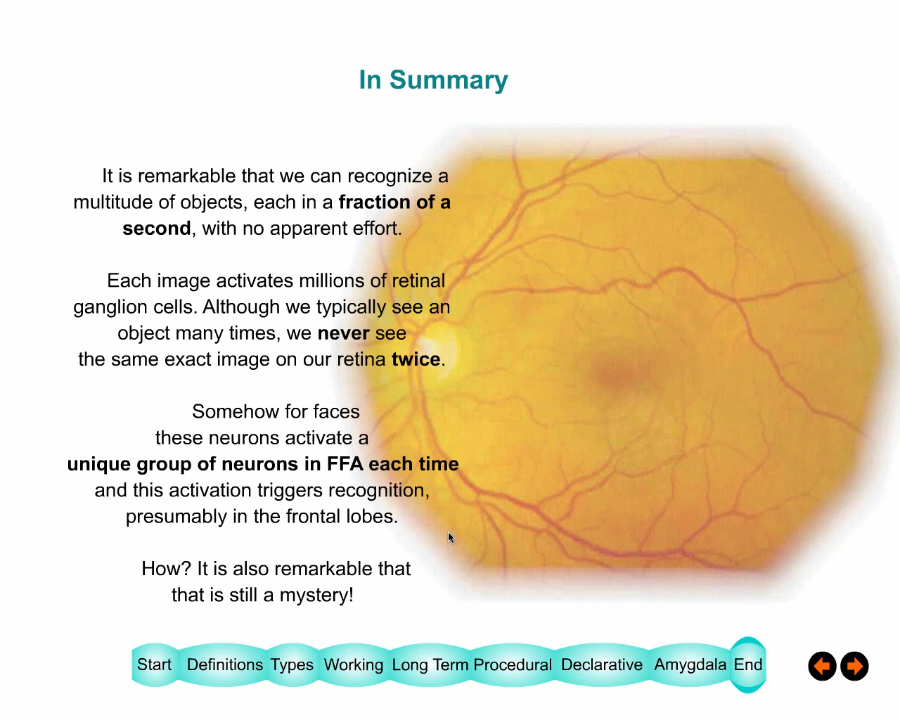 In Summary
It is remarkable that we can recognize a
multitude of objects, each in a fraction of a
second, with no apparent effort.
Each image activates millions of retinal
ganglion cells. Although we typically see an
object many times, we never see
the same exact image on our retina twice.
Somehow for faces
these neurons activate a
unique group of neurons in FFA each time
and this activation triggers recognition,
presumably in the frontal lobes.
How? It is also remarkable that
that is still a mystery!
Start Definitions Types Working Long Term Procedural Declarative Amygdala End